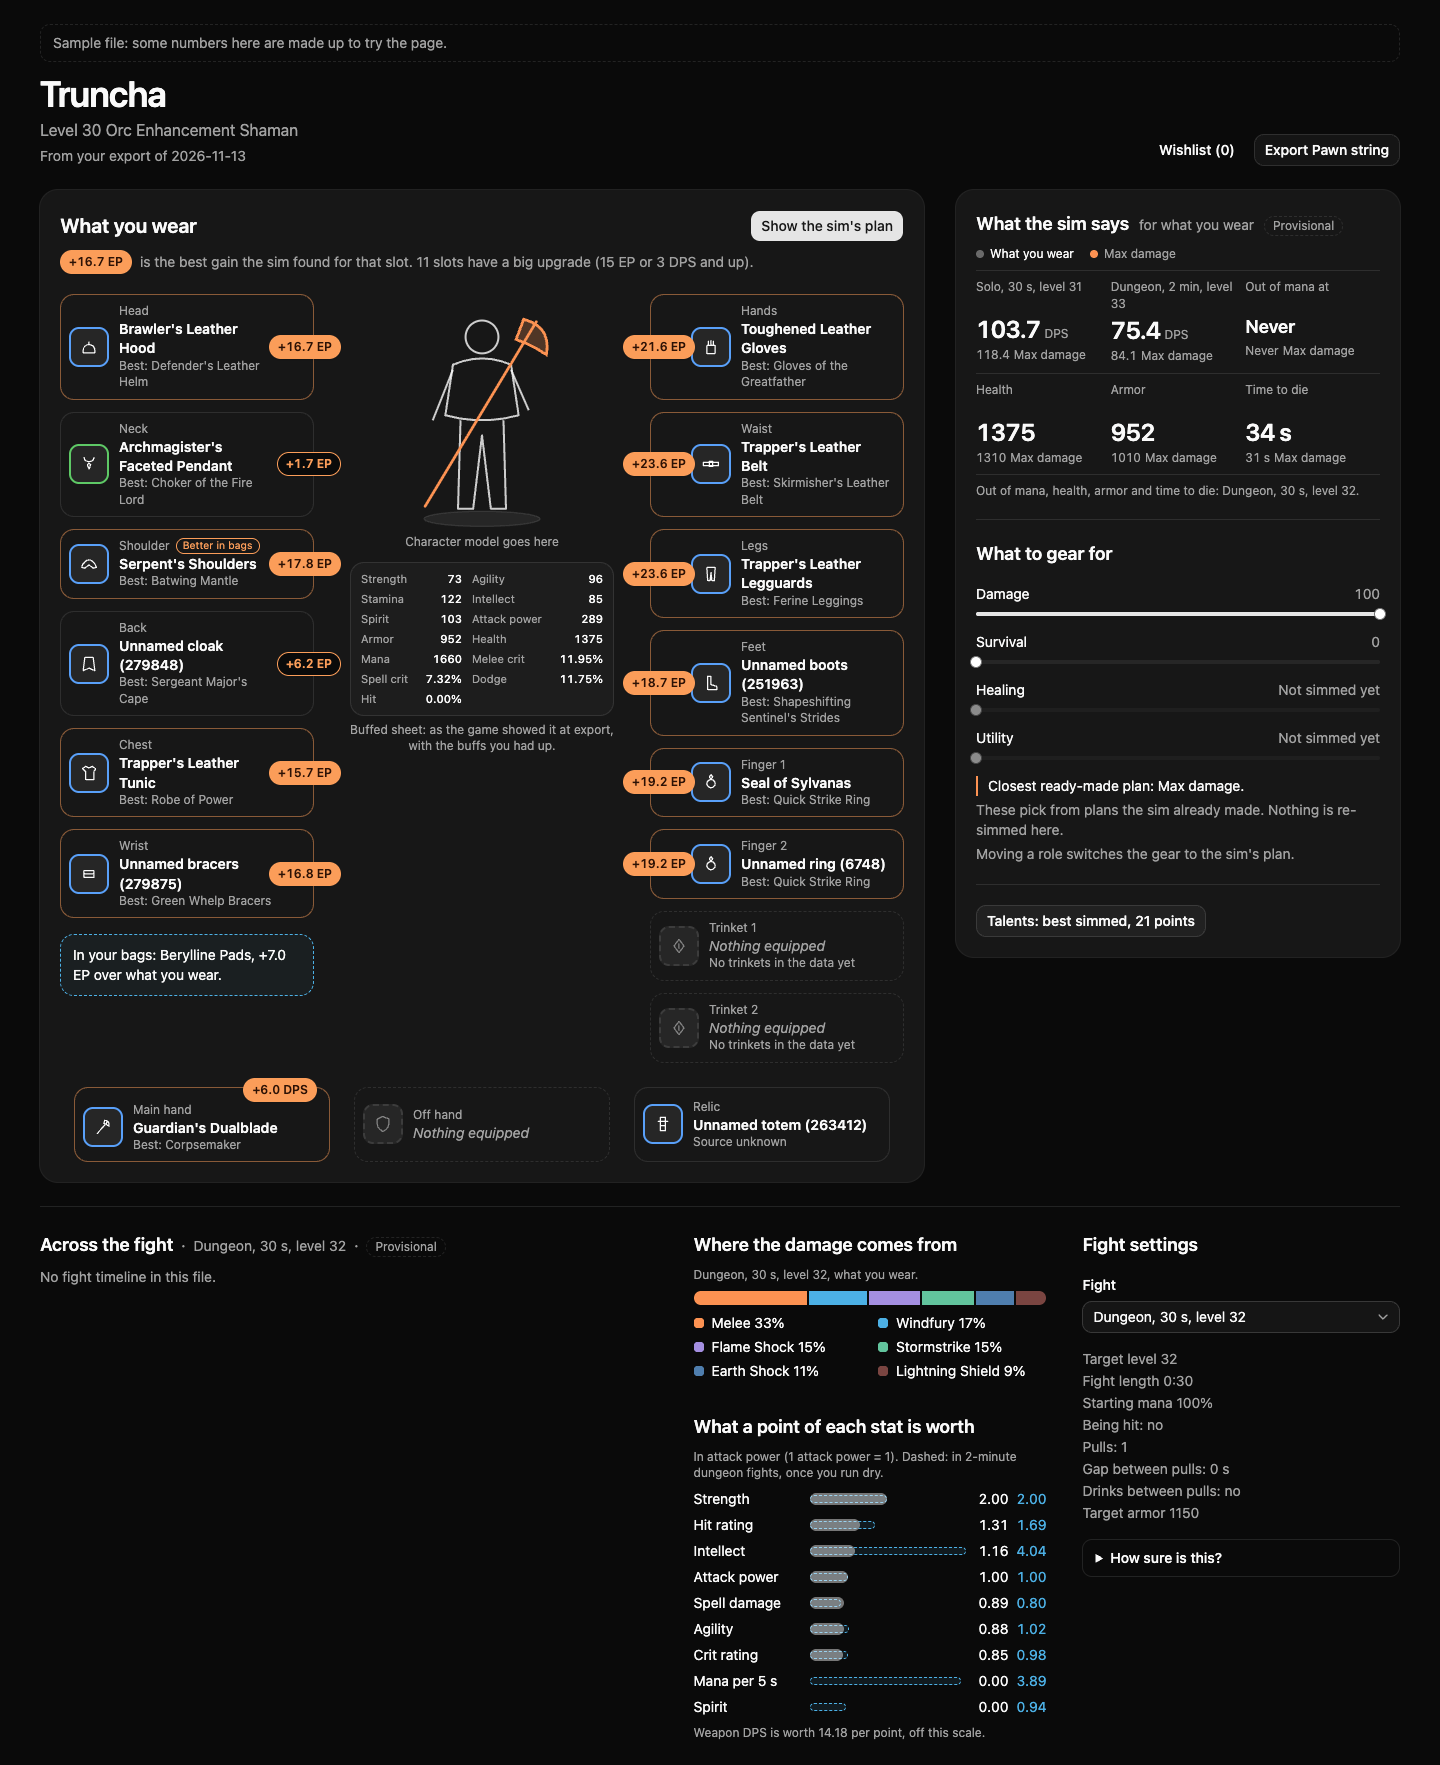 Sample file: some numbers here are made up to try the page.
Truncha
Level 30 Orc Enhancement Shaman
From your export of 2026-11-13
Wishlist (0)
Export Pawn string
What you wear
Show the sim's plan
+16.7 EP is the best gain the sim found for that slot. 11 slots have a big upgrade (15 EP or 3 DPS and up).
Head
Brawler's Leather
Hood
Best: Defender's Leather
Helm
+16.7 EP
Neck
Archmagister's
Faceted Pendant
Best: Choker of the Fire
Lord
+1.7 EP
Shoulder Better in bags
Serpent's Shoulders
Best: Batwing Mantle
+17.8 EP
Back
Unnamed cloak
(279848)
Best: Sergeant Major's
Cape
+6.2 EP
Chest
Trapper's Leather
Tunic
Best: Robe of Power
+15.7 EP
Wrist
Unnamed bracers
(279875)
Best: Green Whelp Bracers
+16.8 EP
In your bags: Berylline Pads, +7.0
EP over what you wear.
Character model goes here
Strength 73 Agility 96
Stamina 122 Intellect 85
Spirit 103 Attack power 289
Armor 952 Health 1375
Mana 1660 Melee crit 11.95%
Spell crit 7.32% Dodge 11.75%
Hit 0.00%
Buffed sheet: as the game showed it at export,
with the buffs you had up.
Hands
Toughened Leather
Gloves
Best: Gloves of the
Greatfather
+21.6 EP
Waist
Trapper's Leather
Belt
Best: Skirmisher's Leather
Belt
+23.6 EP
Legs
Trapper's Leather
Legguards
Best: Ferine Leggings
+23.6 EP
Feet
Unnamed boots
(251963)
Best: Shapeshifting
Sentinel's Strides
+18.7 EP
Finger 1
Seal of Sylvanas
Best: Quick Strike Ring
+19.2 EP
Finger 2
Unnamed ring (6748)
Best: Quick Strike Ring
+19.2 EP
Trinket 1
Nothing equipped
No trinkets in the data yet
Trinket 2
Nothing equipped
No trinkets in the data yet
+6.0 DPS
Main hand
Guardian's Dualblade
Best: Corpsemaker
Off hand
Nothing equipped
Relic
Unnamed totem (263412)
Source unknown
What the sim says for what you wear Provisional
What you wear Max damage
Solo, 30 s, level 31
103.7 DPS
118.4 Max damage
Dungeon, 2 min, level
33
75.4 DPS
84.1 Max damage
Out of mana at
Never
Never Max damage
Health
1375
1310 Max damage
Armor
952
1010 Max damage
Time to die
34 s
31 s Max damage
Out of mana, health, armor and time to die: Dungeon, 30 s, level 32.
What to gear for
Damage 100
Survival 0
Healing Not simmed yet
Utility Not simmed yet
Closest ready-made plan: Max damage.
These pick from plans the sim already made. Nothing is re-
simmed here.
Moving a role switches the gear to the sim's plan.
Talents: best simmed, 21 points
Across the fight · Dungeon, 30 s, level 32 · Provisional
No fight timeline in this file.
Where the damage comes from
Dungeon, 30 s, level 32, what you wear.
Melee 33% Windfury 17%
Flame Shock 15% Stormstrike 15%
Earth Shock 11% Lightning Shield 9%
What a point of each stat is worth
In attack power (1 attack power = 1). Dashed: in 2-minute
dungeon fights, once you run dry.
Strength 2.00 2.00
Hit rating 1.31 1.69
Intellect 1.16 4.04
Attack power 1.00 1.00
Spell damage 0.89 0.80
Agility 0.88 1.02
Crit rating 0.85 0.98
Mana per 5 s 0.00 3.89
Spirit 0.00 0.94
Weapon DPS is worth 14.18 per point, off this scale.
Fight settings
Fight
Dungeon, 30 s, level 32
Target level 32
Fight length 0:30
Starting mana 100%
Being hit: no
Pulls: 1
Gap between pulls: 0 s
Drinks between pulls: no
Target armor 1150
How sure is this?